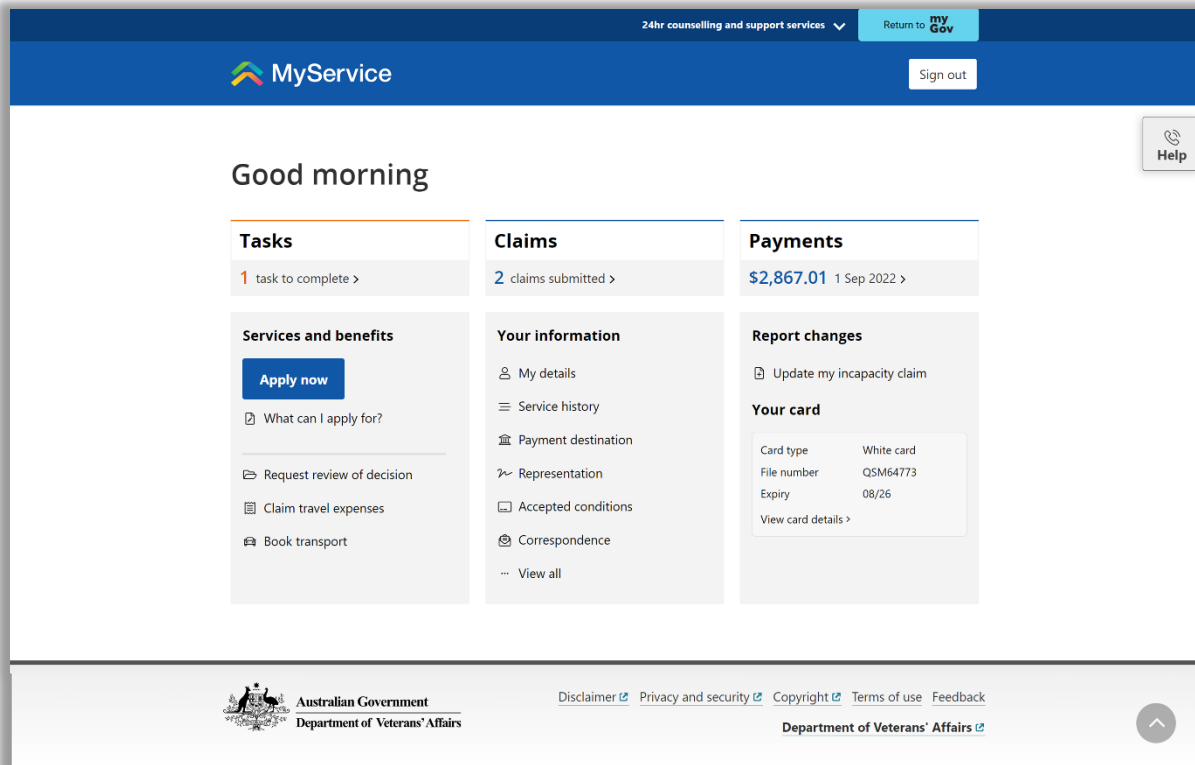 24hr counselling and support services
Return to myGov
MyService
Sign out
Help
Good morning
Tasks
1 task to complete >
Claims
2 claims submitted >
Payments
$2,867.01 1 Sep 2022 >
Services and benefits
Apply now
What can I apply for?
Request review of decision
Claim travel expenses
Book transport
Your information
My details
Service history
Payment destination
Representation
Accepted conditions
Correspondence
View all
Report changes
Update my incapacity claim
Your card
Card type White card
File number QSM64773
Expiry 08/26
View card details >
Australian Government
Department of Veterans' Affairs
Disclaimer Privacy and security Copyright Terms of use Feedback
Department of Veterans' Affairs